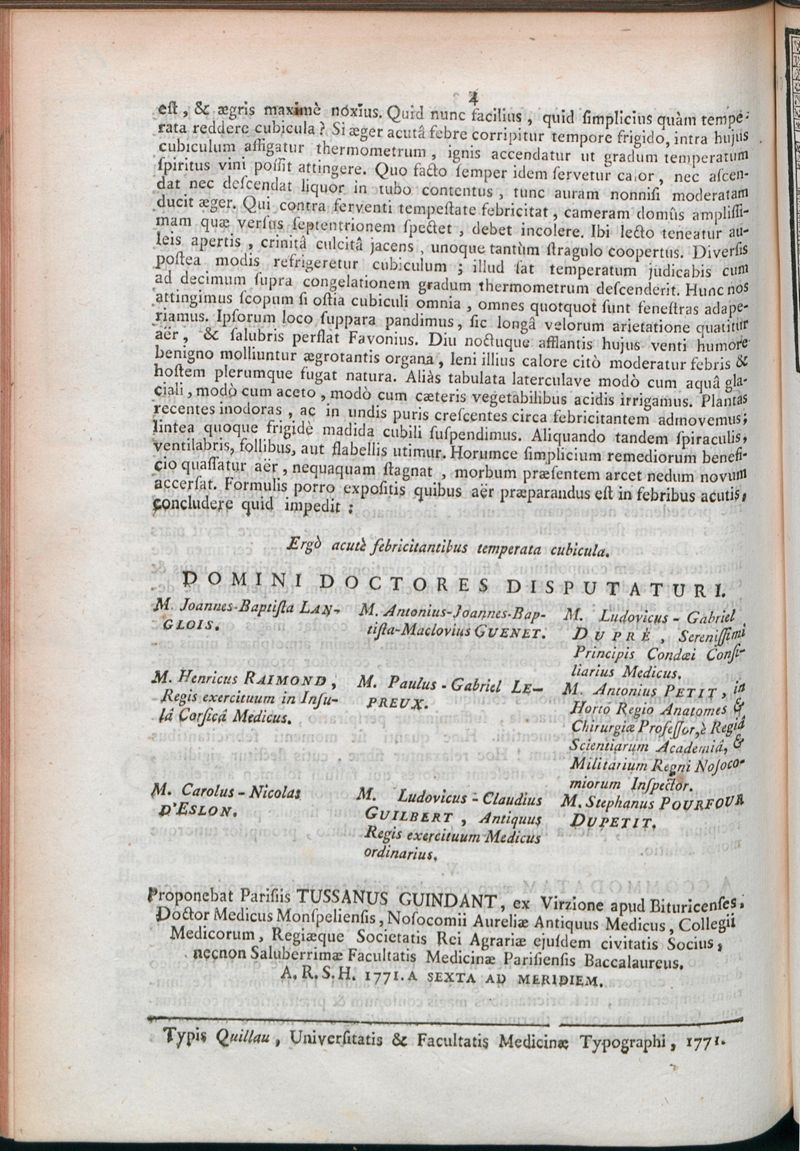 4
eſt, & ægris maximè nóxius. Quid nunc facilius, quid ſimplicius quàm tempe-
rata reddere cubicula? Si æger acutâ febre corripitur tempore frigido, intra hujus
cubiculum affigatur thermometrum, ignis accendatur ut gradum temperatum
ſpiritus vini poſſit attingere. Quo facto ſemper idem ſervetur calor, nec aſcen-
dat nec deſcendat liquor in tubo contentus, tunc auram nonniſi moderatam
ducit æger. Qui contra ferventi tempeſtate febricitat, cameram domûs ampliſſi-
mam quæ verſus ſeptentrionem ſpectet, debet incolere. Ibi lecto teneatur au-
leis apertis, crinitâ culcitâ jacens, unoque tantùm ſtragulo coopertus. Diverſis
poſtea modis refrigeretur cubiculum; illud ſat temperatum judicabis cum
ad decimum ſupra congelationem gradum thermometrum deſcenderit. Hunc nos
attingimus ſcopum ſi oſtia cubiculi omnia, omnes quotquot ſunt feneſtras adape-
riamus. Ipſorum loco ſuppara pandimus, ſic longâ velorum arietatione quatitur
aër, & ſalubris perflat Favonius. Diu noctuque afflantis hujus venti humore
benigno molliuntur ægrotantis organa, leni illius calore citò moderatur febris &
hoſtem plerumque fugat natura. Aliàs tabulata laterculave modò cum aquâ gla-
ciali, modò cum aceto, modò cum cæteris vegetabilibus acidis irrigamus. Plantas
recentes inodoras, ac in undis puris creſcentes circa febricitantem admovemus;
lintea quoque frigidè madida cubili ſuſpendimus. Aliquando tandem ſpiraculis,
ventilabris, follibus, aut flabellis utimur. Horumce ſimplicium remediorum benefi-
cio quaſſatur aër, nequaquam ſtagnat, morbum præſentem arcet nedum novum
accerſat. Formulis porro expoſitis quibus aër præparandus eſt in febribus acutis,
concludere quid impedit:
Ergò acutè febricitantibus temperata cubicula.
DOMINI DOCTORES DISPUTATURI.
M. Joannes-Baptiſta LAN-
GLOIS.
M. Antonius-Joannes-Bap-
tiſta-Maclovius GUENET.
M. Ludovicus-Gabriel
DUPRÉ, Sereniſſimi
Principis Condæi Conſi-
liarius Medicus.
M. Henricus RAIMOND,
Regis exercituum in Inſu-
lâ Corſicâ Medicus.
M. Paulus-Gabriel LE-
PREUX.
M. Antonius PETIT, in
Horto Regio Anatomes &
Chirurgiæ Profeſſor, è Regiâ
Scientiarum Academiâ, &
Militarium Regni Noſoco-
miorum Inſpector.
M. Carolus-Nicolas
D'ESLON.
M. Ludovicus-Claudius
GUILBERT, Antiquus
Regis exercituum Medicus
ordinarius.
M. Stephanus POURFOUR
DUPETIT.
Proponebat Pariſiis TUSSANUS GUINDANT, ex Virzione apud Bituricenſes,
Doctor Medicus Monſpelienſis, Noſocomii Aureliæ Antiquus Medicus, Collegii
Medicorum, Regiæque Societatis Rei Agrariæ ejuſdem civitatis Socius,
necnon Saluberrimæ Facultatis Medicinæ Pariſienſis Baccalaureus.
A. R. S. H. 1771. A SEXTA AD MERIDIEM.
Typis Quillau, Univerſitatis & Facultatis Medicinæ Typographi, 1771.